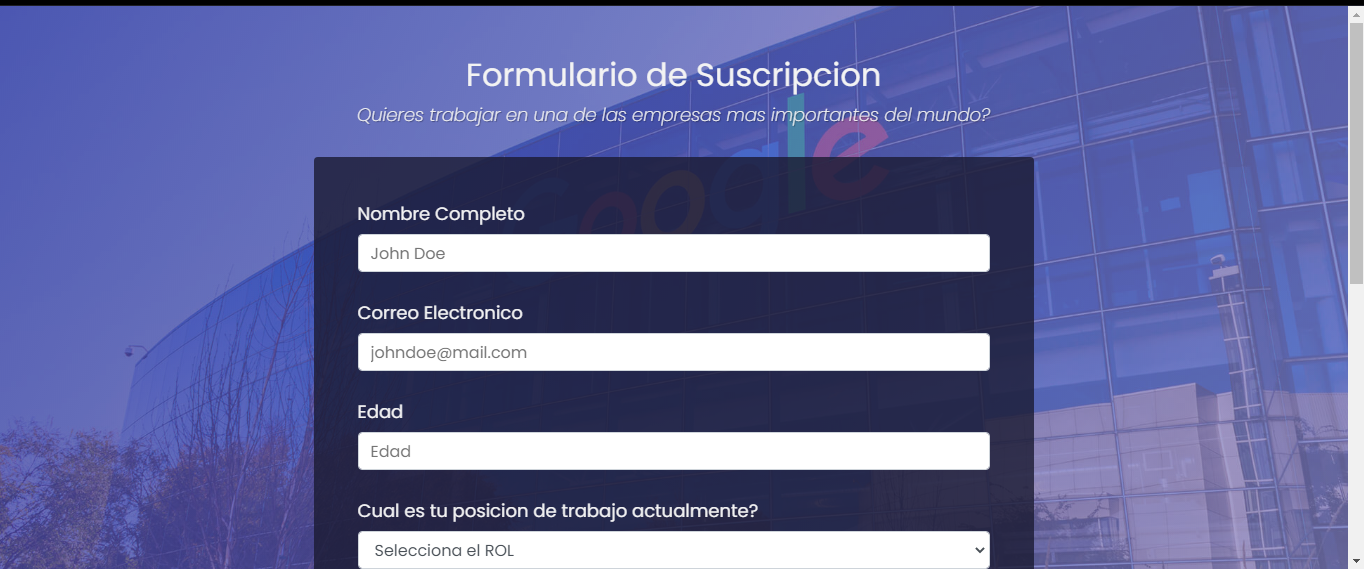 Formulario de Suscripcion
Quieres trabajar en una de las empresas mas importantes del mundo?
Google
Nombre Completo
John Doe
Correo Electronico
johndoe@mail.com
Edad
Edad
Cual es tu posicion de trabajo actualmente?
Selecciona el ROL